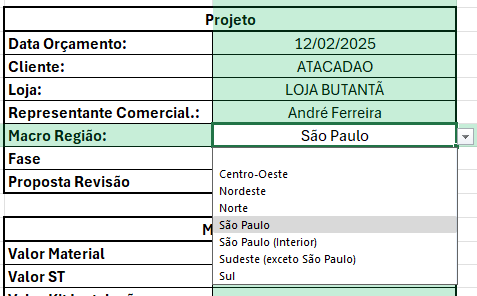 Projeto
Data Orçamento: 12/02/2025
Cliente: ATACADAO
Loja: LOJA BUTANTÃ
Representante Comercial.: André Ferreira
Macro Região: São Paulo
Fase
Proposta Revisão
Centro-Oeste
Nordeste
Norte
São Paulo
São Paulo (Interior)
Sudeste (exceto São Paulo)
Sul
Valor Material
Valor ST